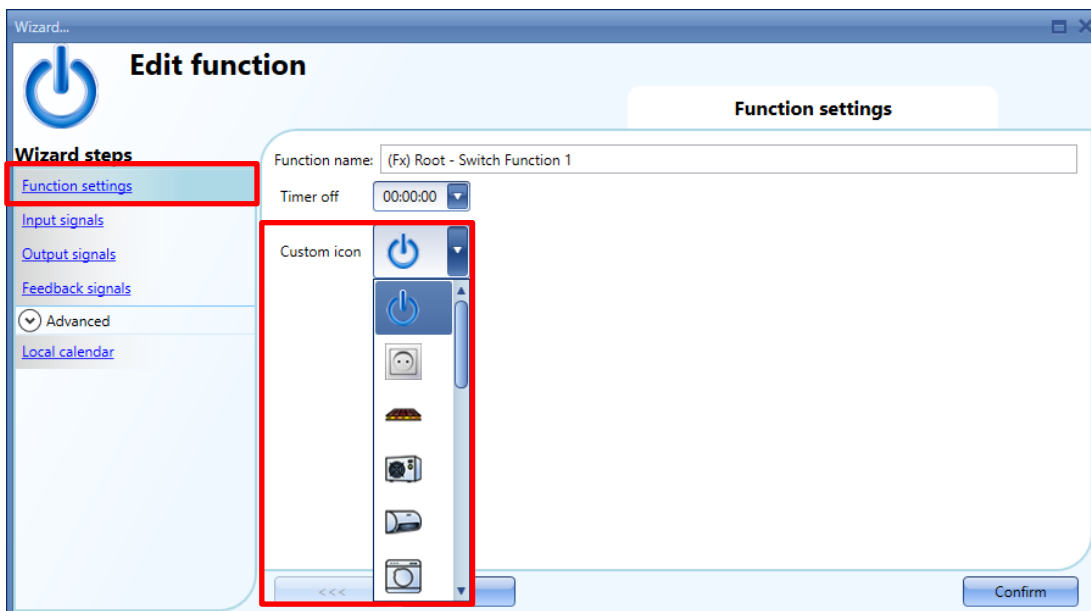 Wizard...
Edit function
Function settings
Wizard steps
Function settings
Input signals
Output signals
Feedback signals
Advanced
Local calendar
Function name: (Fx) Root - Switch Function 1
Timer off 00:00:00
Custom icon
<<<
Confirm